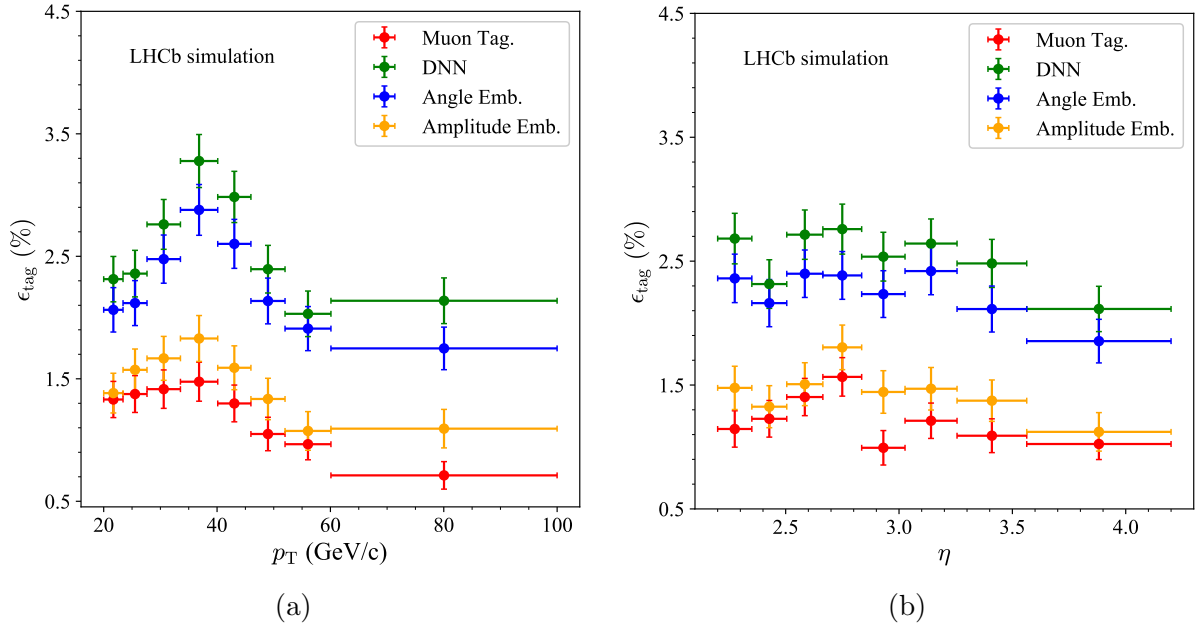 4.5
3.5
2.5
1.5
0.5
ϵtag (%)
LHCb simulation
Muon Tag.
DNN
Angle Emb.
Amplitude Emb.
20 40 60 80 100
pT (GeV/c)
(a)
4.5
3.5
2.5
1.5
0.5
ϵtag (%)
LHCb simulation
Muon Tag.
DNN
Angle Emb.
Amplitude Emb.
2.5 3.0 3.5 4.0
η
(b)